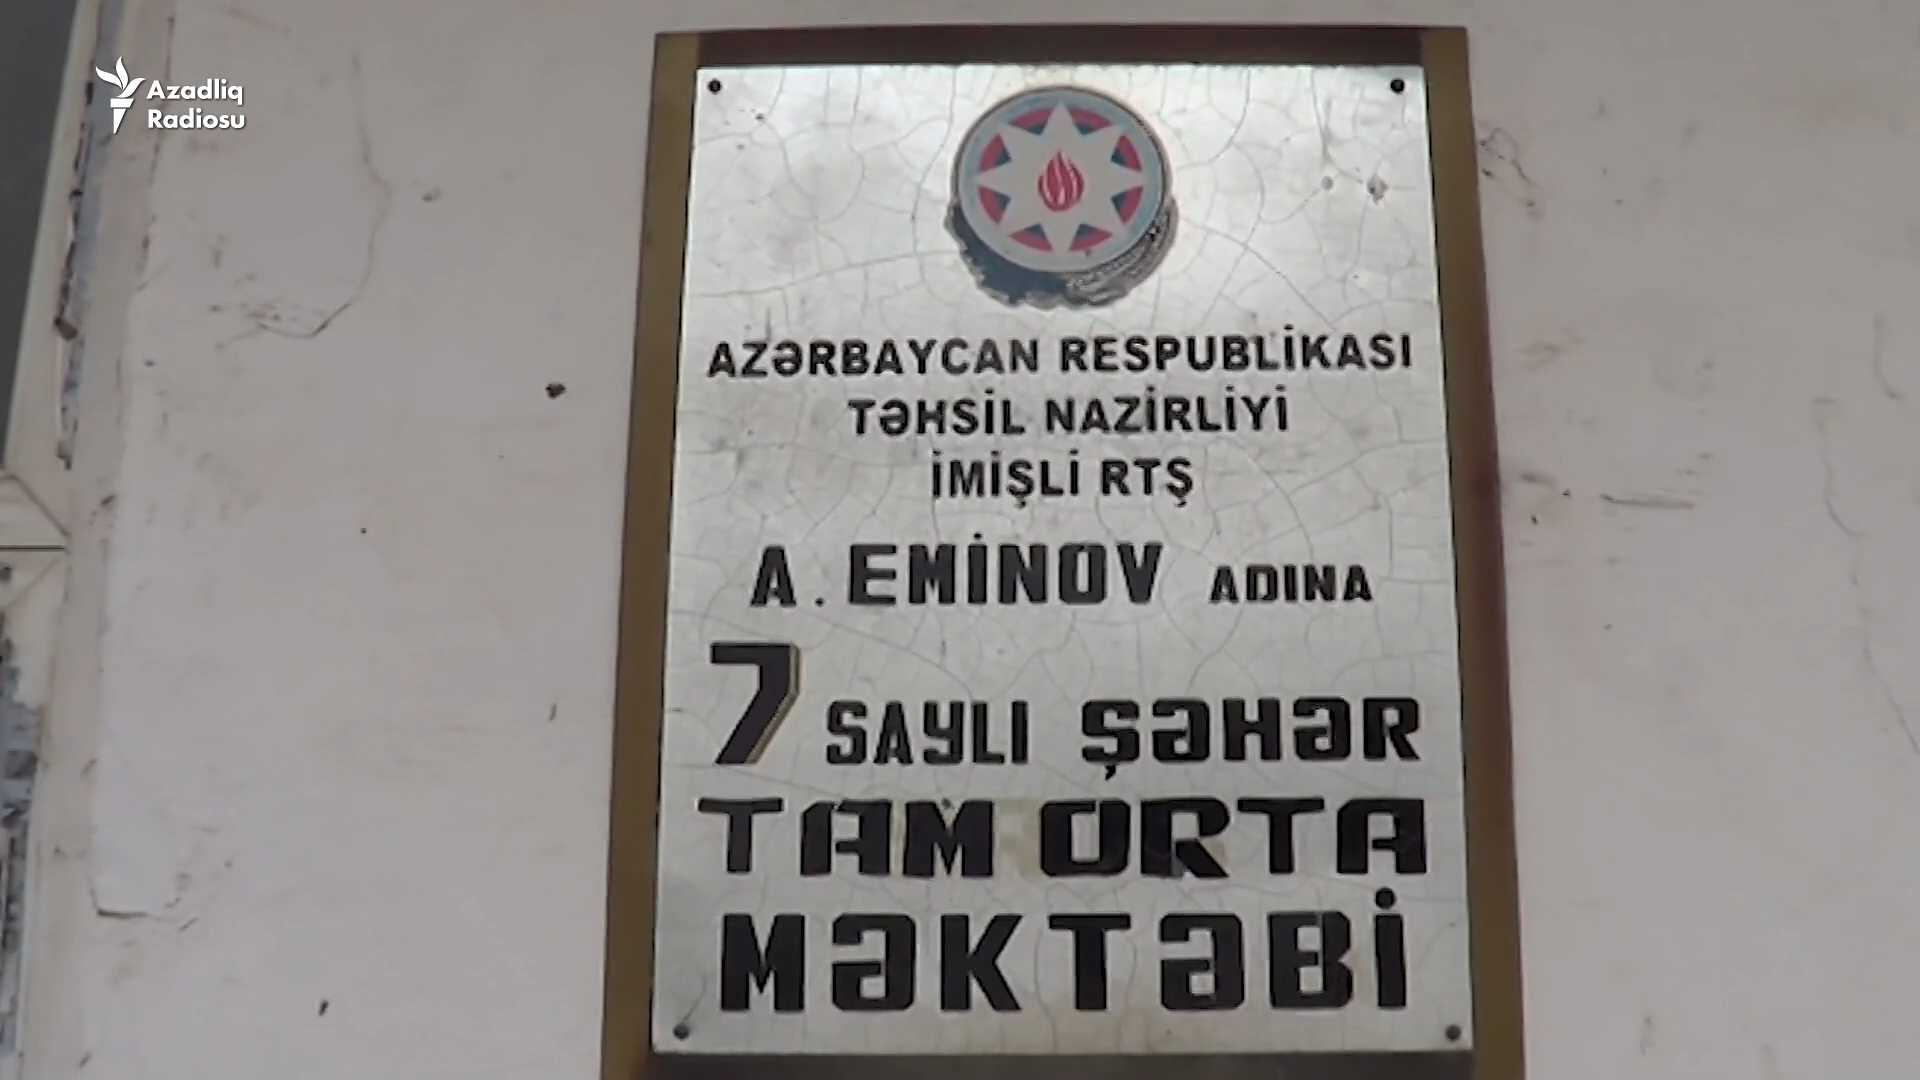 Azadlıq
Radiosu
AZƏRBAYCAN RESPUBLİKASI
TƏHSİL NAZİRLİYİ
İMİŞLİ RTŞ
A. EMİNOV ADINA
7 SAYLI ŞƏHƏR
TAM ORTA
MƏKTƏBİ